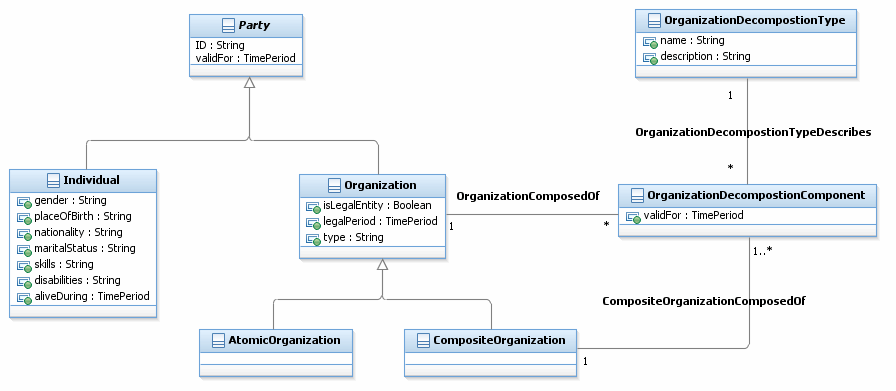 Party
ID : String
validFor : TimePeriod
OrganizationDecompostionType
name : String
description : String
1
OrganizationDecompostionTypeDescribes
*
Individual
gender : String
placeOfBirth : String
nationality : String
maritalStatus : String
skills : String
disabilities : String
aliveDuring : TimePeriod
Organization
isLegalEntity : Boolean
legalPeriod : TimePeriod
type : String
OrganizationComposedOf
1
*
OrganizationDecompostionComponent
validFor : TimePeriod
1..*
CompositeOrganizationComposedOf
AtomicOrganization
CompositeOrganization
1